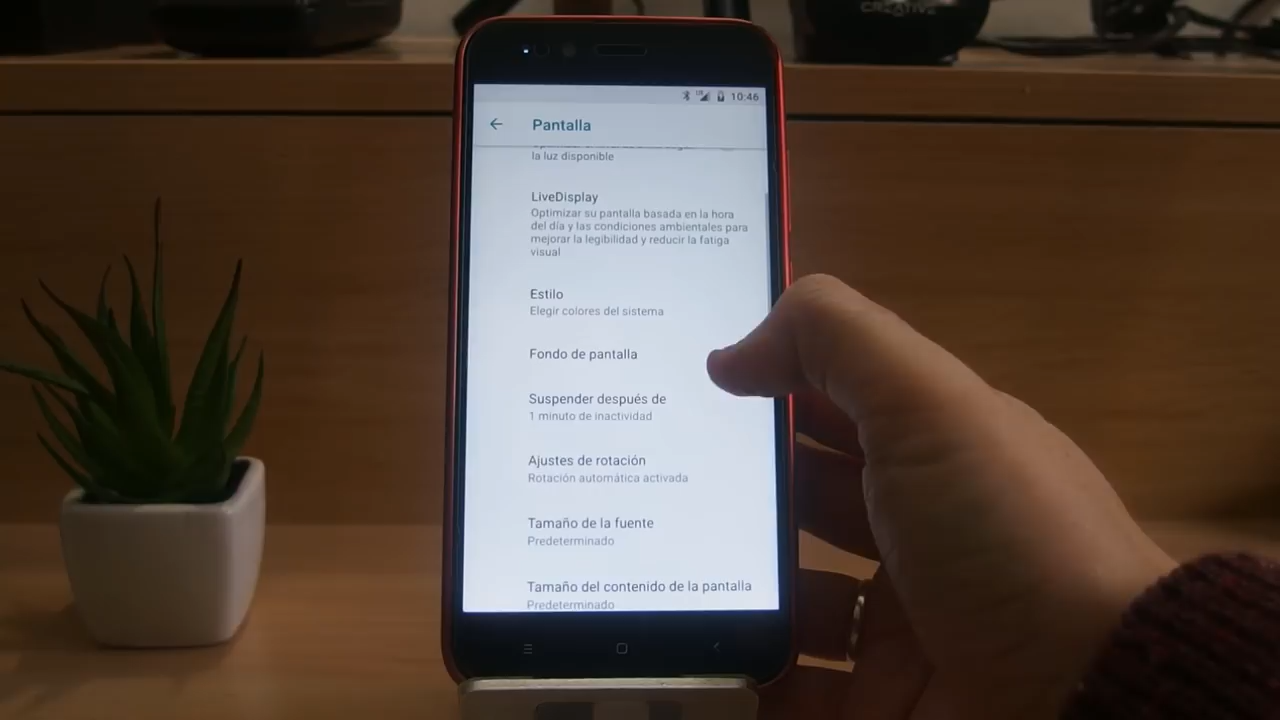 CREATIVE
10:46
Pantalla
la luz disponible
LiveDisplay
Optimizar su pantalla basada en la hora
del día y las condiciones ambientales para
mejorar la legibilidad y reducir la fatiga
visual
Estilo
Elegir colores del sistema
Fondo de pantalla
Suspender después de
1 minuto de inactividad
Ajustes de rotación
Rotación automática activada
Tamaño de la fuente
Predeterminado
Tamaño del contenido de la pantalla
Predeterminado